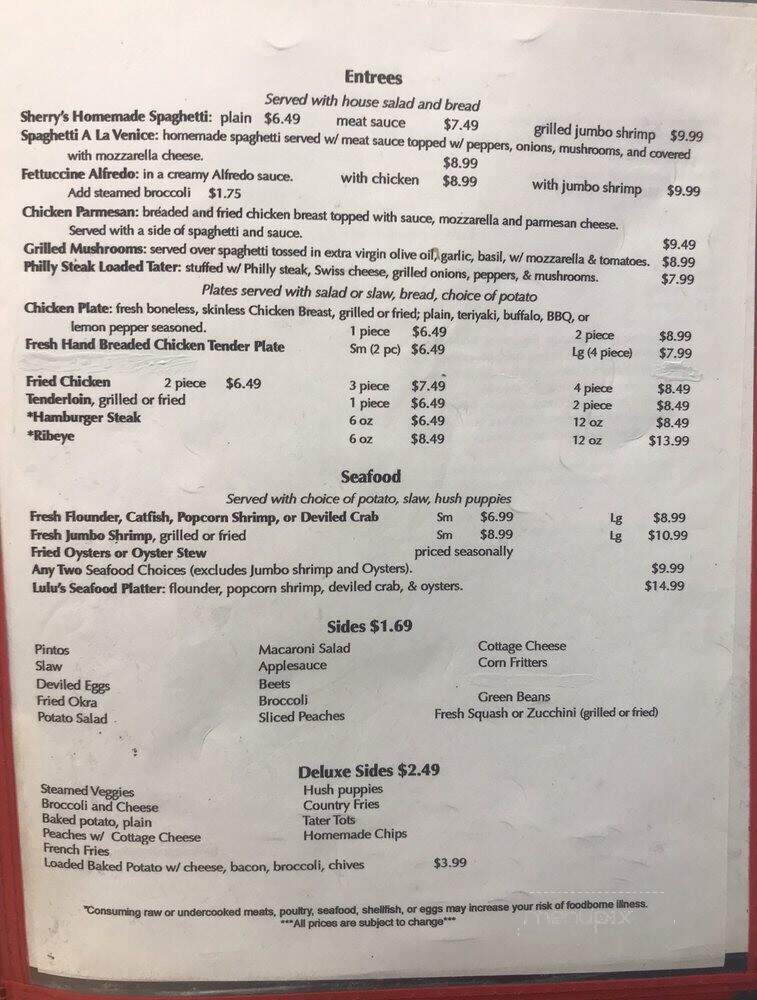 Entrees
Served with house salad and bread
Sherry's Homemade Spaghetti: plain $6.49 meat sauce $7.49 grilled jumbo shrimp $9.99
Spaghetti A La Venice: homemade spaghetti served w/ meat sauce topped w/ peppers, onions, mushrooms, and covered
with mozzarella cheese. $8.99
Fettuccine Alfredo: in a creamy Alfredo sauce. with chicken $8.99 with jumbo shrimp $9.99
Add steamed broccoli $1.75
Chicken Parmesan: breaded and fried chicken breast topped with sauce, mozzarella and parmesan cheese.
Served with a side of spaghetti and sauce. $9.49
Grilled Mushrooms: served over spaghetti tossed in extra virgin olive oil, garlic, basil, w/ mozzarella & tomatoes. $8.99
Philly Steak Loaded Tater: stuffed w/ Philly steak, Swiss cheese, grilled onions, peppers, & mushrooms. $7.99
Plates served with salad or slaw, bread, choice of potato
Chicken Plate: fresh boneless, skinless Chicken Breast, grilled or fried; plain, teriyaki, buffalo, BBQ, or
lemon pepper seasoned. 1 piece $6.49 2 piece $8.99
Fresh Hand Breaded Chicken Tender Plate Sm (2 pc) $6.49 Lg (4 piece) $7.99
Fried Chicken 2 piece $6.49 3 piece $7.49 4 piece $8.49
Tenderloin, grilled or fried 1 piece $6.49 2 piece $8.49
*Hamburger Steak 6 oz $6.49 12 oz $8.49
*Ribeye 6 oz $8.49 12 oz $13.99
Seafood
Served with choice of potato, slaw, hush puppies
Fresh Flounder, Catfish, Popcorn Shrimp, or Deviled Crab Sm $6.99 Lg $8.99
Fresh Jumbo Shrimp, grilled or fried Sm $8.99 Lg $10.99
Fried Oysters or Oyster Stew priced seasonally
Any Two Seafood Choices (excludes Jumbo shrimp and Oysters). $9.99
Lulu's Seafood Platter: flounder, popcorn shrimp, deviled crab, & oysters. $14.99
Sides $1.69
Pintos Macaroni Salad Cottage Cheese
Slaw Applesauce Corn Fritters
Deviled Eggs Beets
Fried Okra Broccoli Green Beans
Potato Salad Sliced Peaches Fresh Squash or Zucchini (grilled or fried)
Deluxe Sides $2.49
Steamed Veggies Hush puppies
Broccoli and Cheese Country Fries
Baked potato, plain Tater Tots
Peaches w/ Cottage Cheese Homemade Chips
French Fries
Loaded Baked Potato w/ cheese, bacon, broccoli, chives $3.99
*Consuming raw or undercooked meats, poultry, seafood, shellfish, or eggs may increase your risk of foodborne illness.
***All prices are subject to change***